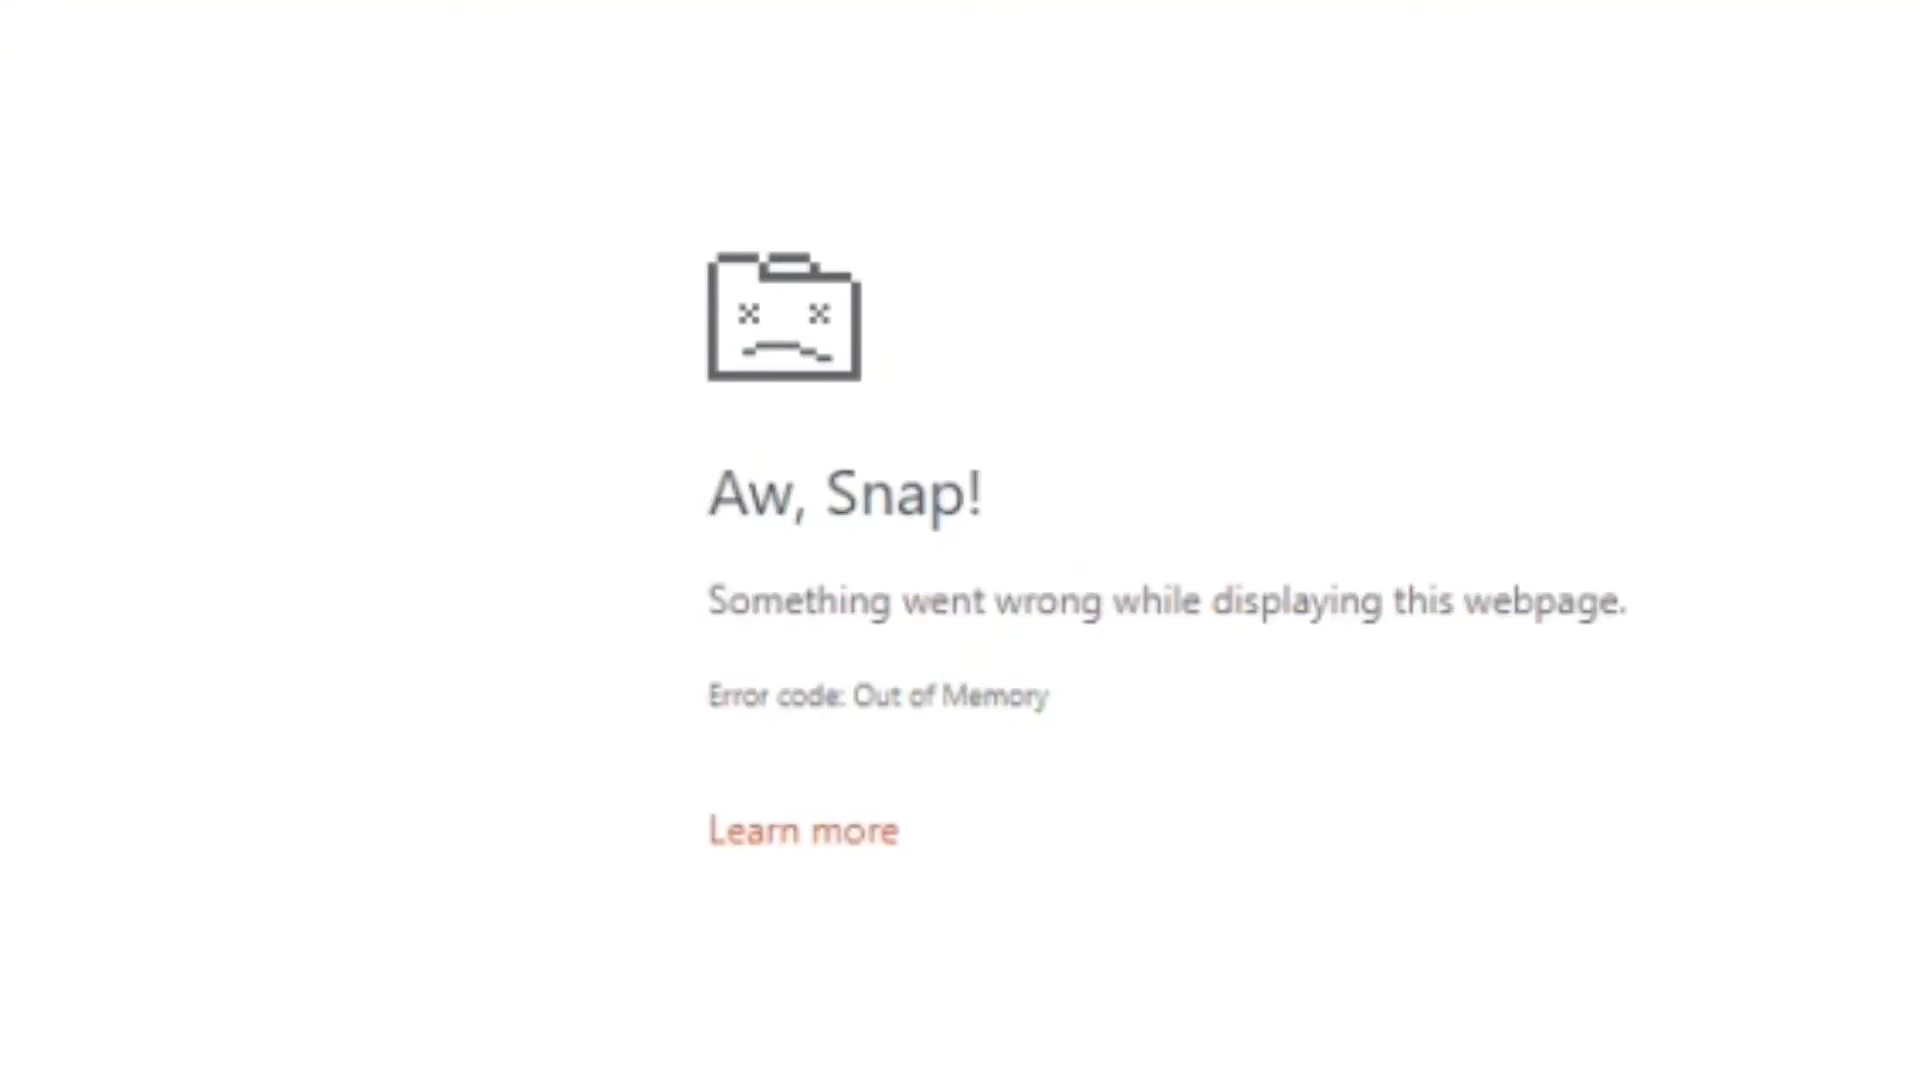 Aw, Snap!
Something went wrong while displaying this webpage.
Error code: Out of Memory
Learn more